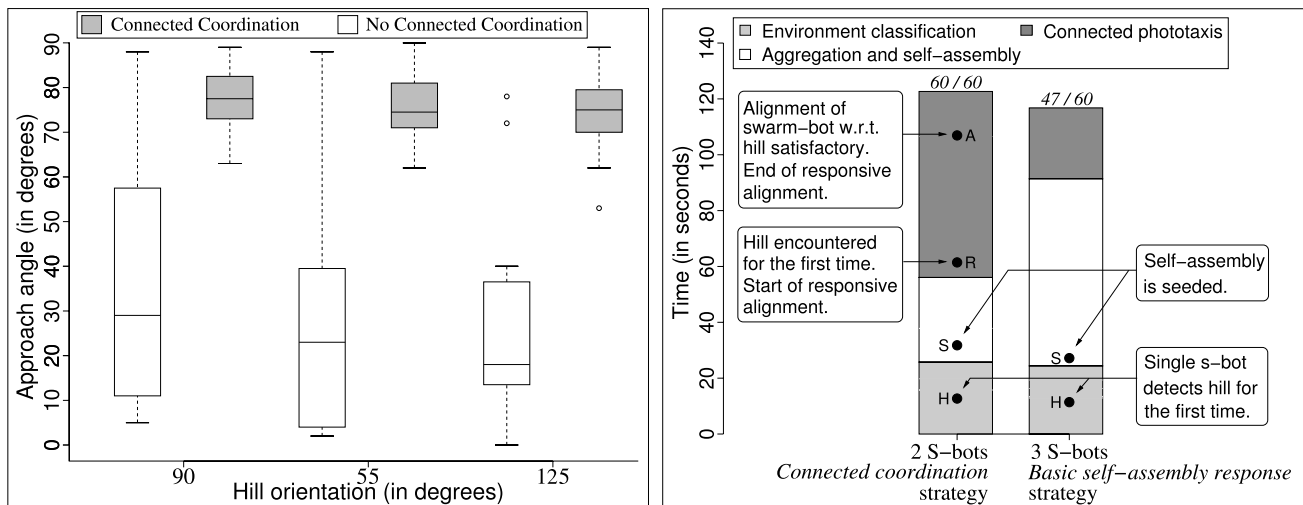 Connected Coordination
No Connected Coordination
Approach angle (in degrees)
90
80
70
60
50
40
30
20
10
0
90
55
125
Hill orientation (in degrees)
Environment classification
Connected phototaxis
Aggregation and self−assembly
Time (in seconds)
140
120
100
80
60
40
20
0
60 / 60
47 / 60
Alignment of
swarm−bot w.r.t.
hill satisfactory.
End of responsive
alignment.
A
Hill encountered
for the first time.
Start of responsive
alignment.
R
Self−assembly
is seeded.
S
S
Single s−bot
detects hill for
the first time.
H
H
2 S−bots
3 S−bots
Connected coordination
strategy
Basic self−assembly response
strategy